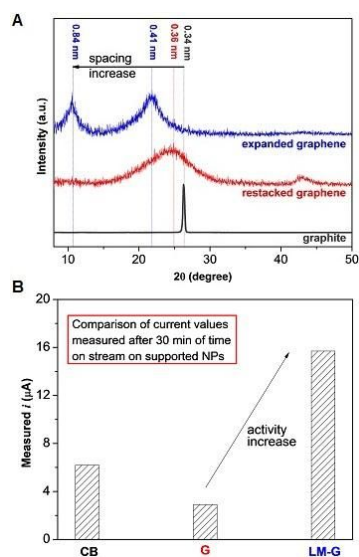 A
0.84 nm
0.41 nm
0.36 nm
0.34 nm
spacing
increase
expanded graphene
restacked graphene
graphite
Intensity (a.u.)
10 20 30 40 50
2θ (degree)
B
20
16
12
8
4
0
Measured i (μA)
Comparison of current values
measured after 30 min of time
on stream on supported NPs
activity
increase
CB G LM-G